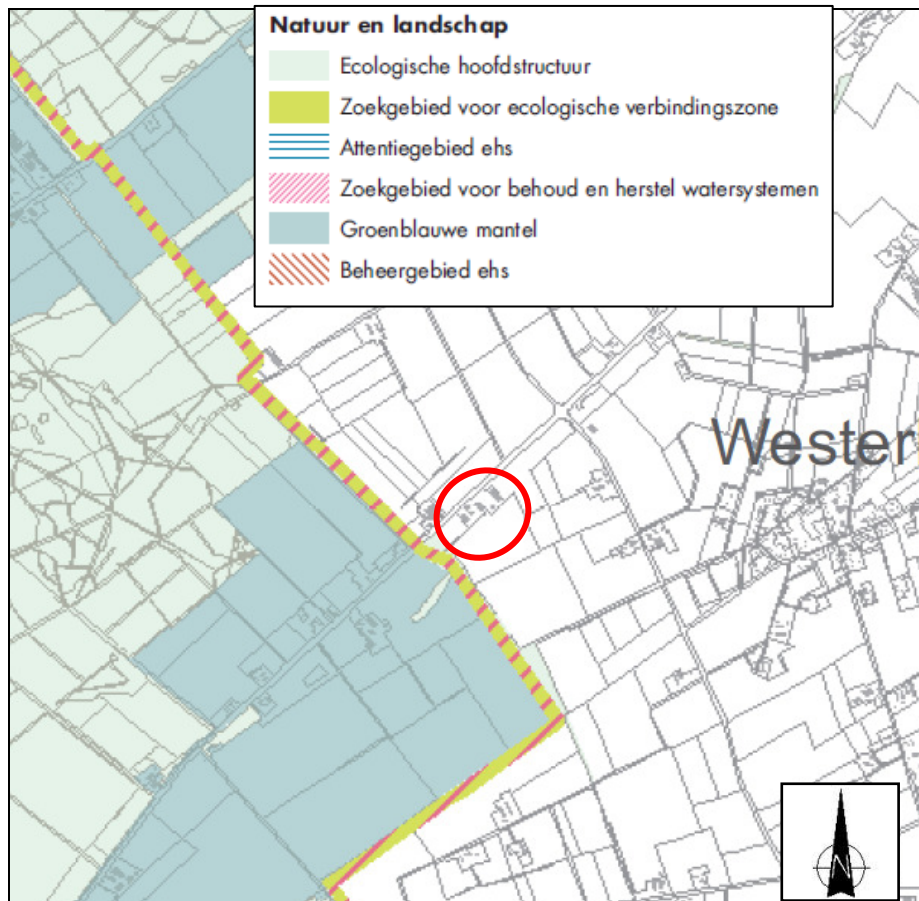 Natuur en landschap
Ecologische hoofdstructuur
Zoekgebied voor ecologische verbindingszone
Attentiegebied ehs
Zoekgebied voor behoud en herstel watersystemen
Groenblauwe mantel
Beheergebied ehs
Wester
N